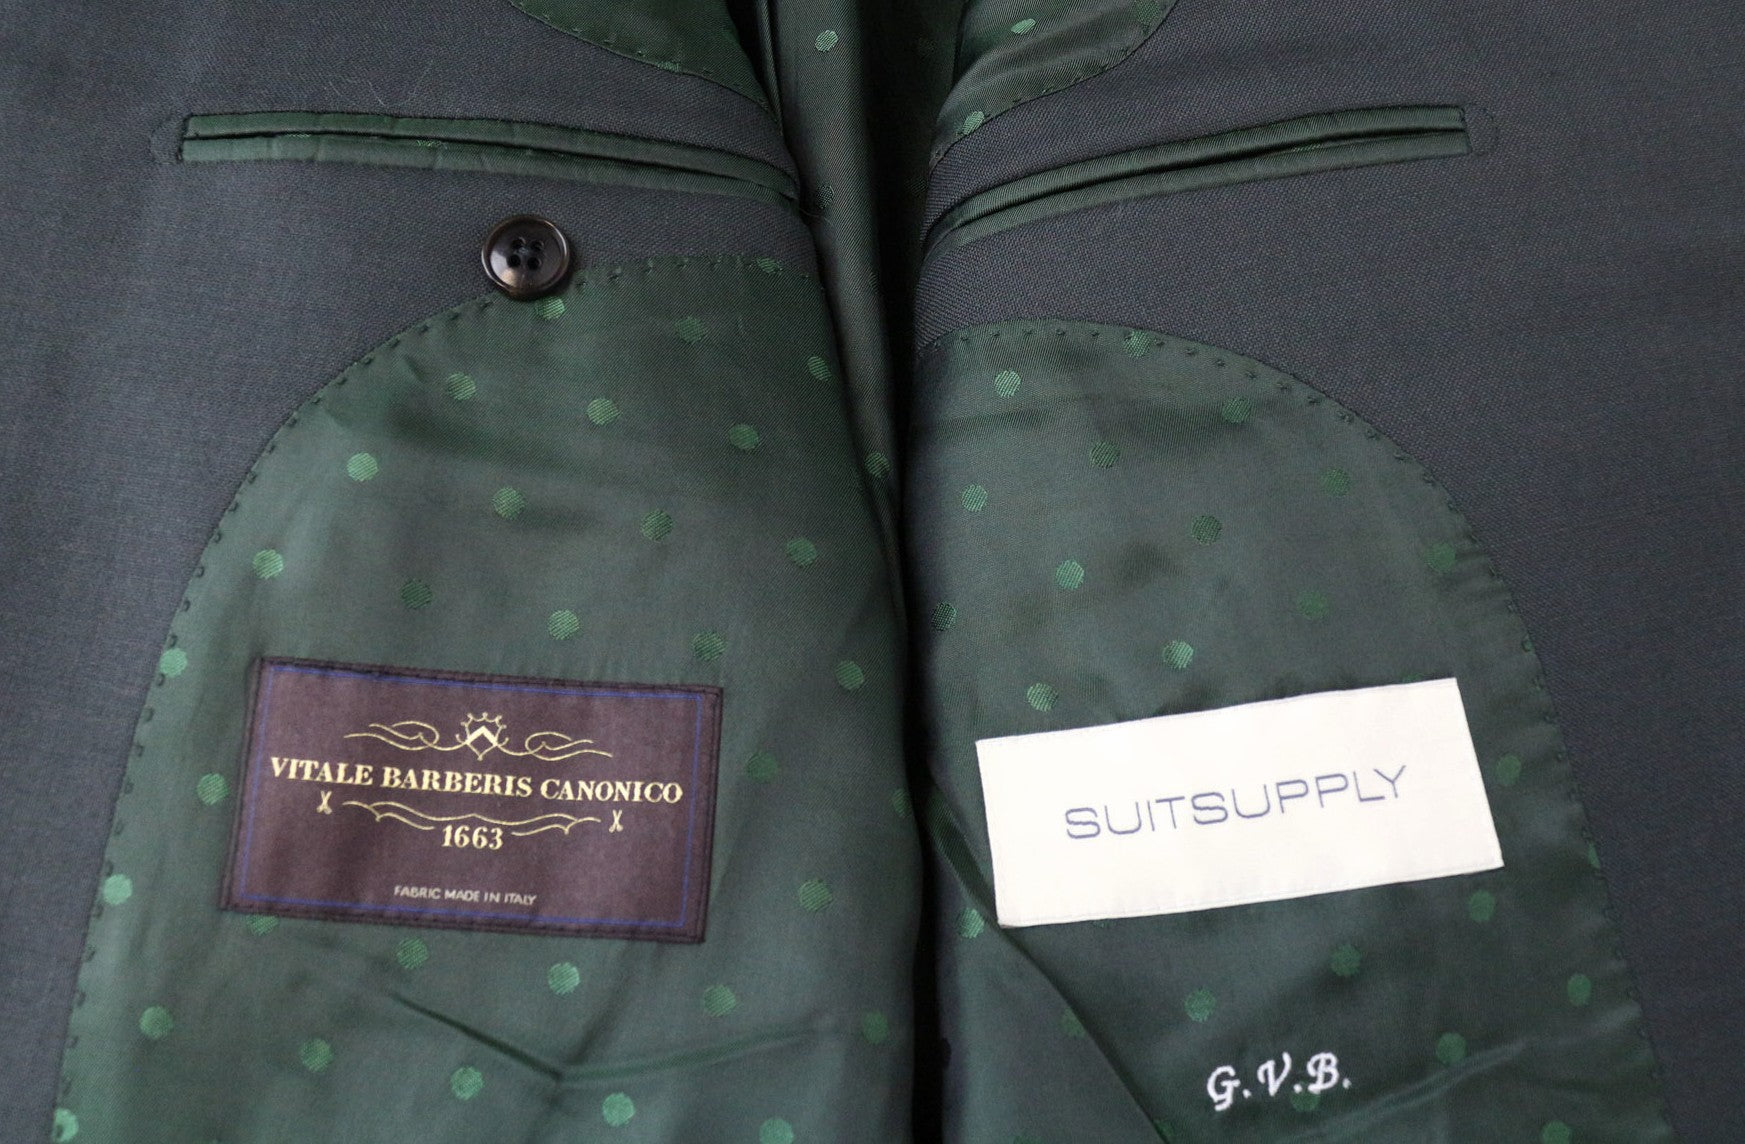 VITALE BARBERIS CANONICO
1663
FABRIC MADE IN ITALY
SUITSUPPLY
G.V.B.